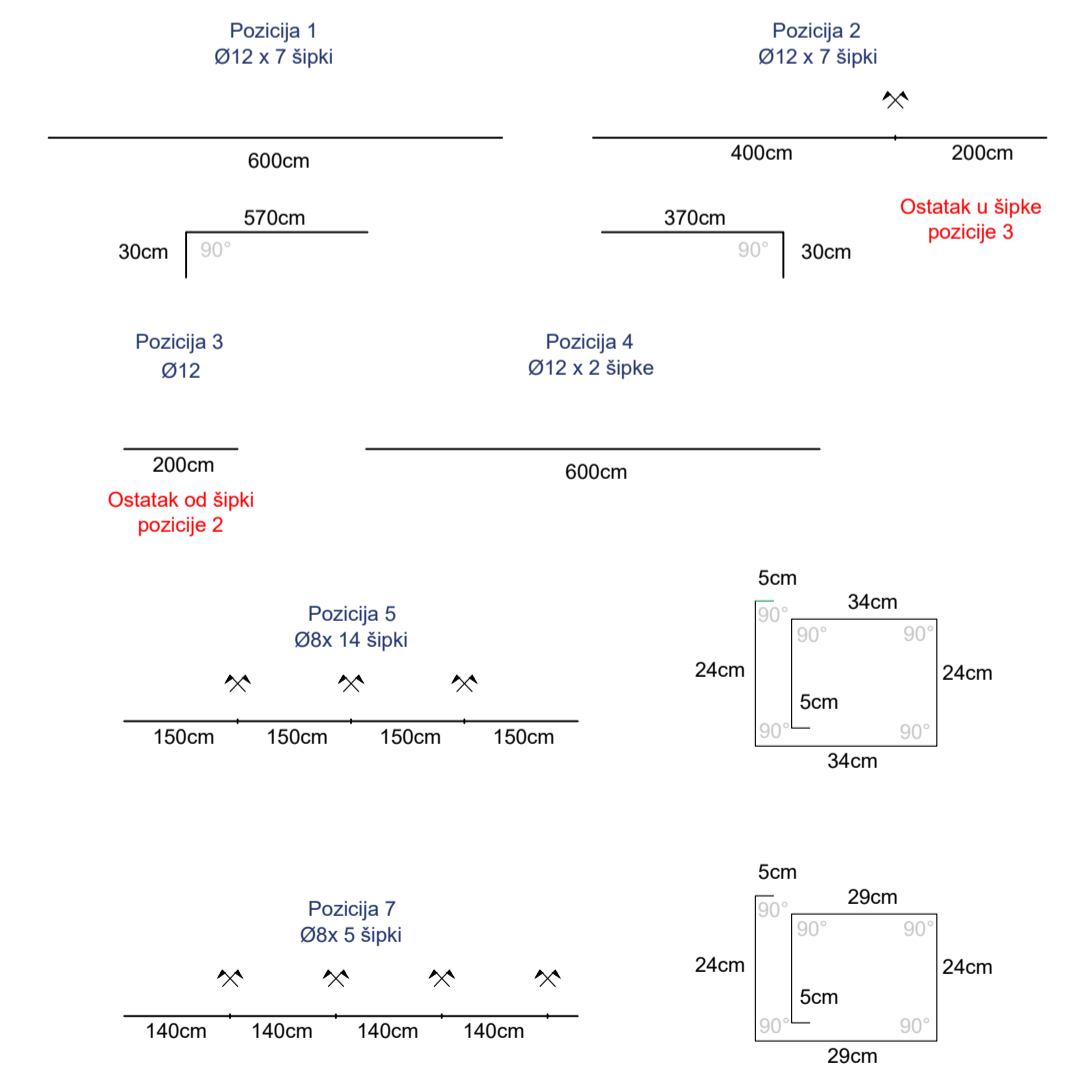 Pozicija 1
Ø12 x 7 šipki
600cm
570cm
30cm
90°
Pozicija 2
Ø12 x 7 šipki
400cm
200cm
Ostatak u šipke
pozicije 3
370cm
90°
30cm
Pozicija 3
Ø12
200cm
Ostatak od šipki
pozicije 2
Pozicija 4
Ø12 x 2 šipke
600cm
Pozicija 5
Ø8x 14 šipki
150cm
150cm
150cm
150cm
5cm
34cm
90°
90°
90°
24cm
24cm
5cm
90°
90°
34cm
Pozicija 7
Ø8x 5 šipki
140cm
140cm
140cm
140cm
5cm
29cm
90°
90°
90°
24cm
24cm
5cm
90°
90°
29cm